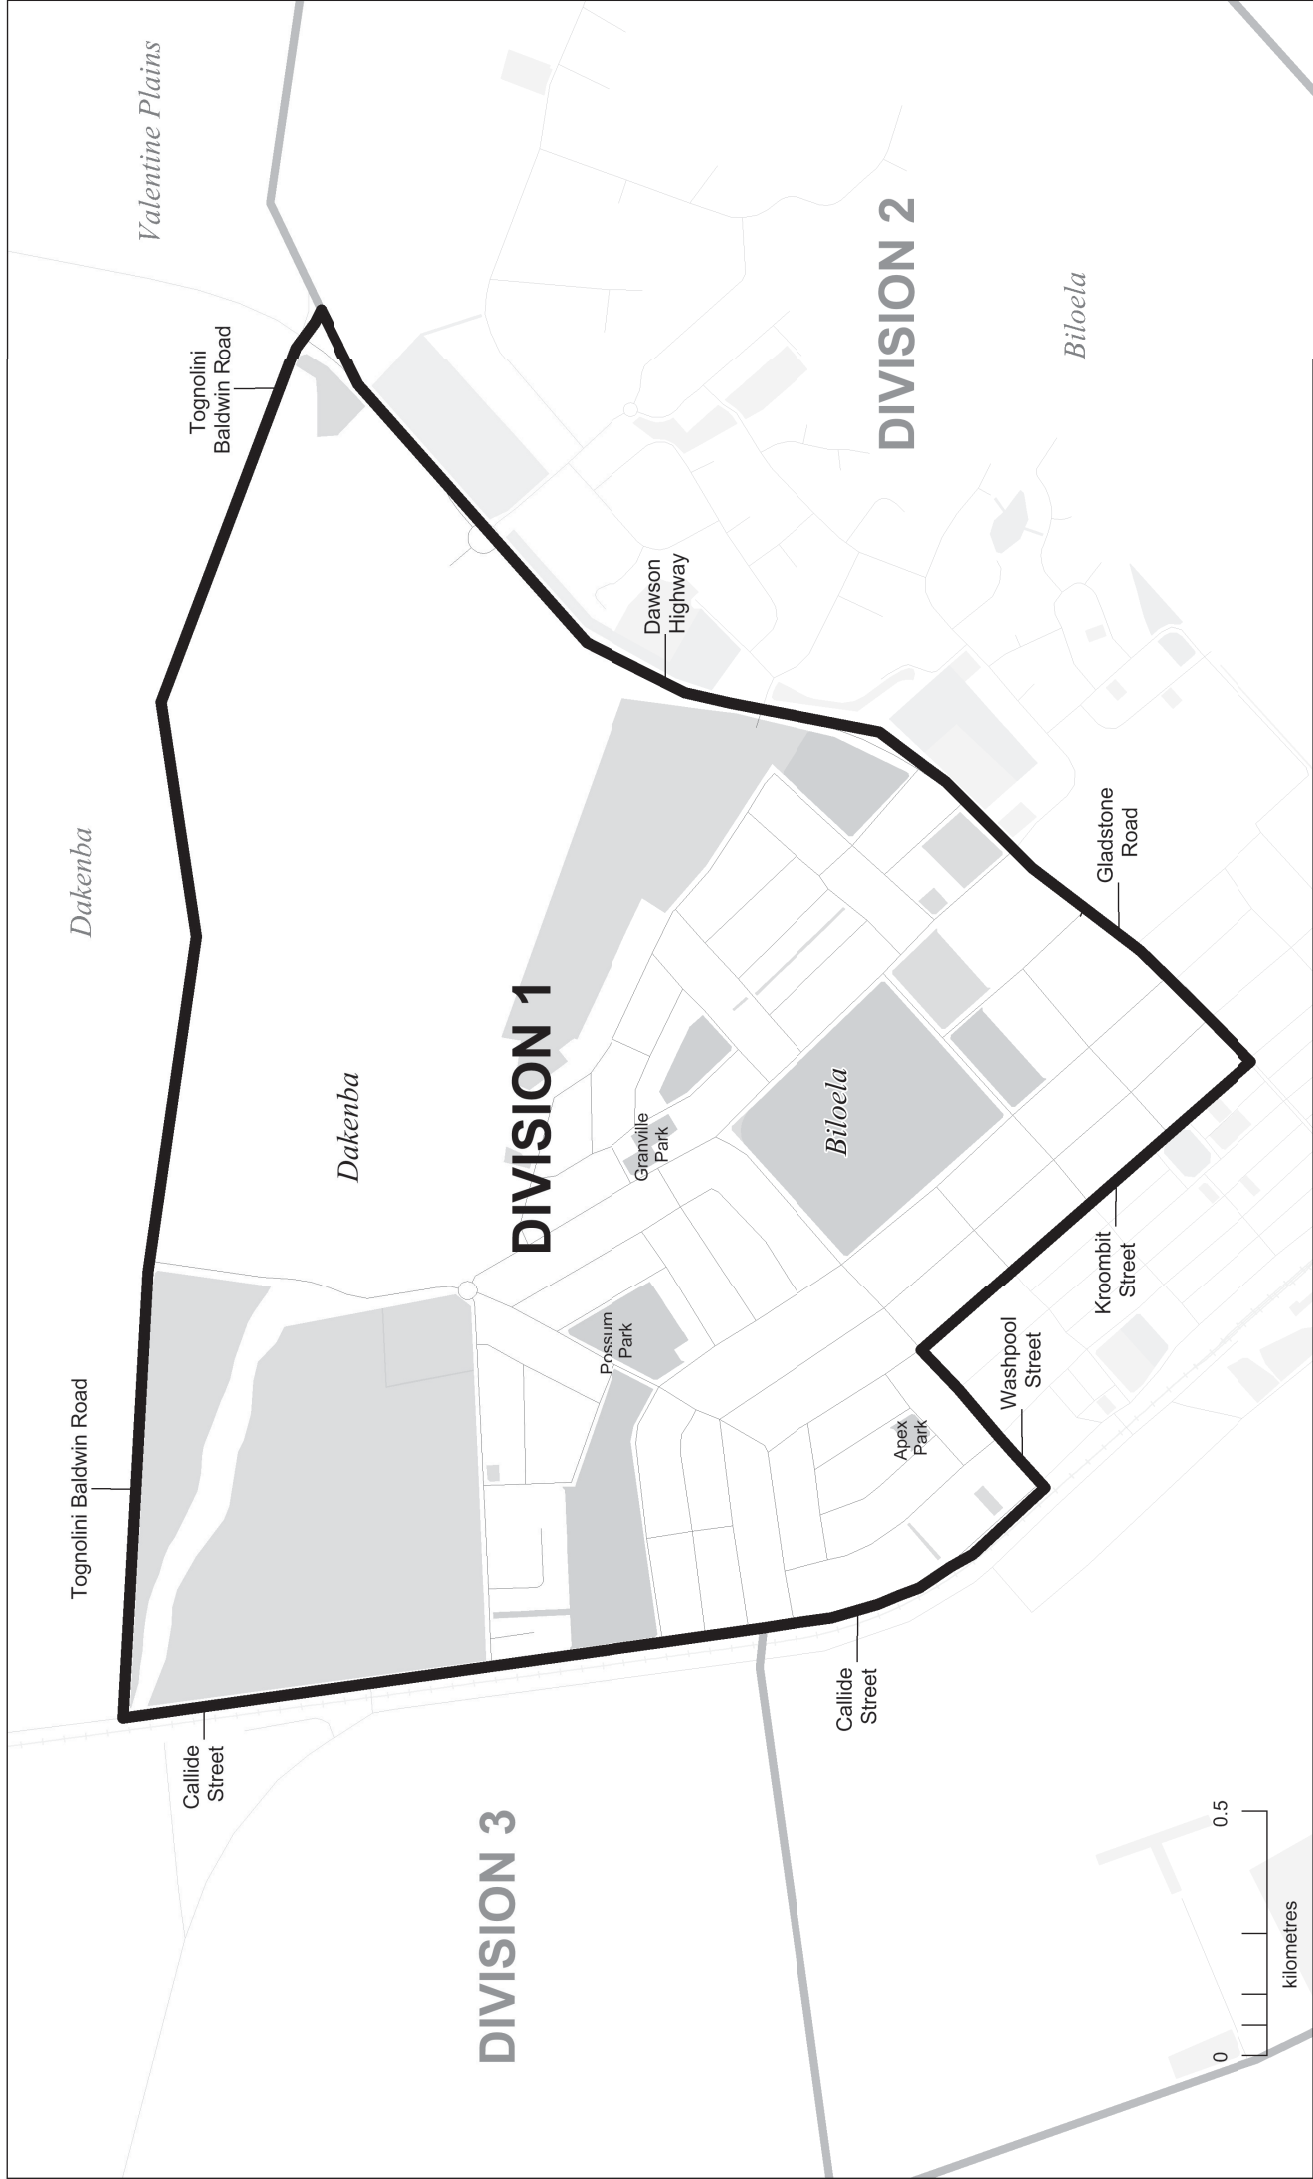 Tognolini Baldwin Road
Dakenba
Valentine Plains
Tognolini
Baldwin Road
Callide
Street
Dakenba
DIVISION 3
DIVISION 1
Possum
Park
Granville
Park
Dawson
Highway
Callide
Street
Biloela
DIVISION 2
Apex
Park
Washpool
Street
Biloela
Kroombit
Street
Gladstone
Road
0
0.5
kilometres